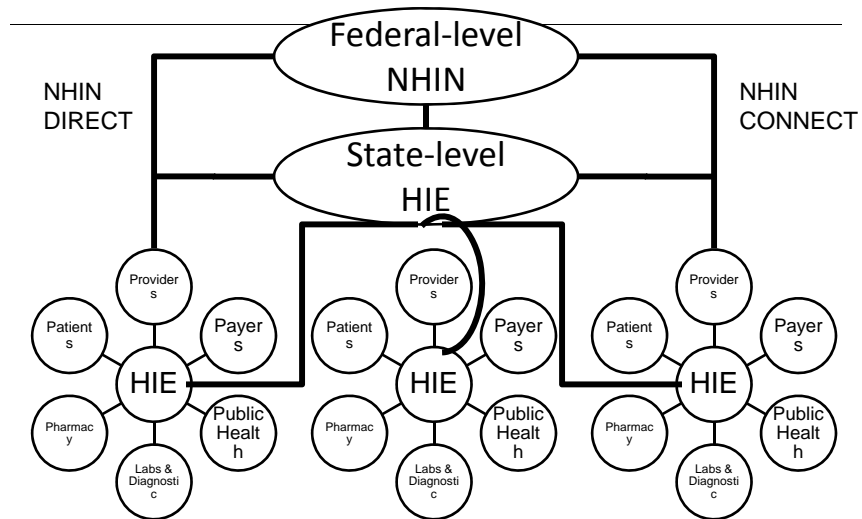 Federal-level
NHIN
NHIN
DIRECT
NHIN
CONNECT
State-level
HIE
Provider
s
Patient
s
Payer
s
HIE
Pharmac
y
Public
Healt
h
Labs &
Diagnosti
c
Provider
s
Patient
s
Payer
s
HIE
Pharmac
y
Public
Healt
h
Labs &
Diagnosti
c
Provider
s
Patient
s
Payer
s
HIE
Pharmac
y
Public
Healt
h
Labs &
Diagnosti
c